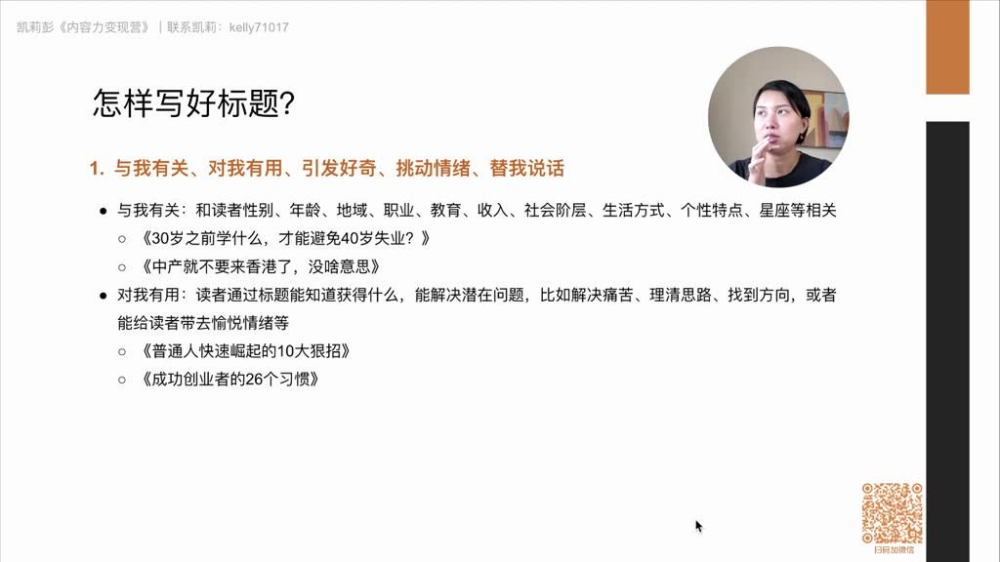 凯莉彭《内容力变现营》｜联系凯莉：kelly71017
怎样写好标题?
1. 与我有关、对我有用、引发好奇、挑动情绪、替我说话
● 与我有关：和读者性别、年龄、地域、职业、教育、收入、社会阶层、生活方式、个性特点、星座等相关
○ 《30岁之前学什么，才能避免40岁失业？》
○ 《中产就不要来香港了，没啥意思》
● 对我有用：读者通过标题能知道获得什么，能解决潜在问题，比如解决痛苦、理清思路、找到方向，或者
能给读者带去愉悦情绪等
○ 《普通人快速崛起的10大狠招》
○ 《成功创业者的26个习惯》
扫码加微信